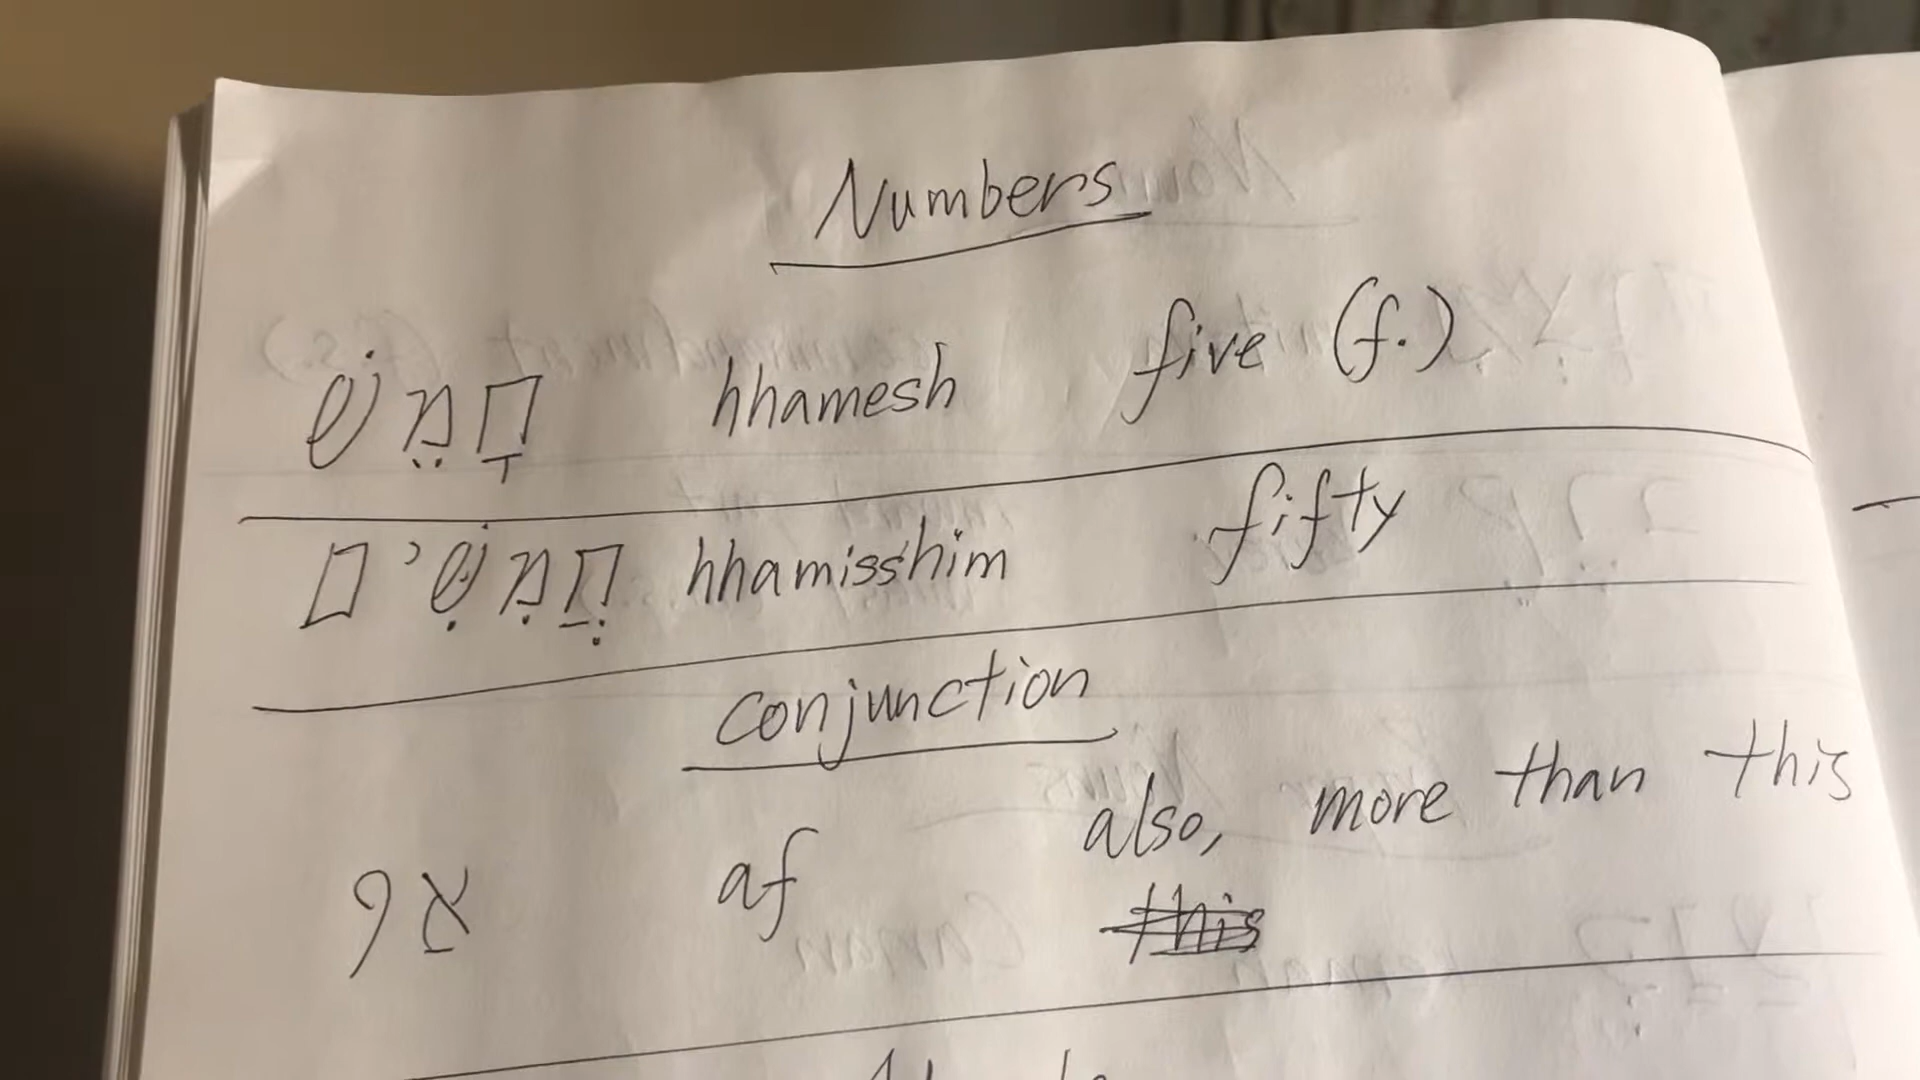 Numbers
חָמֵשׁ hhamesh five (f.)
חֲמִשִּׁים hhamisshim fifty
conjunction
אַף af also, more than this
this